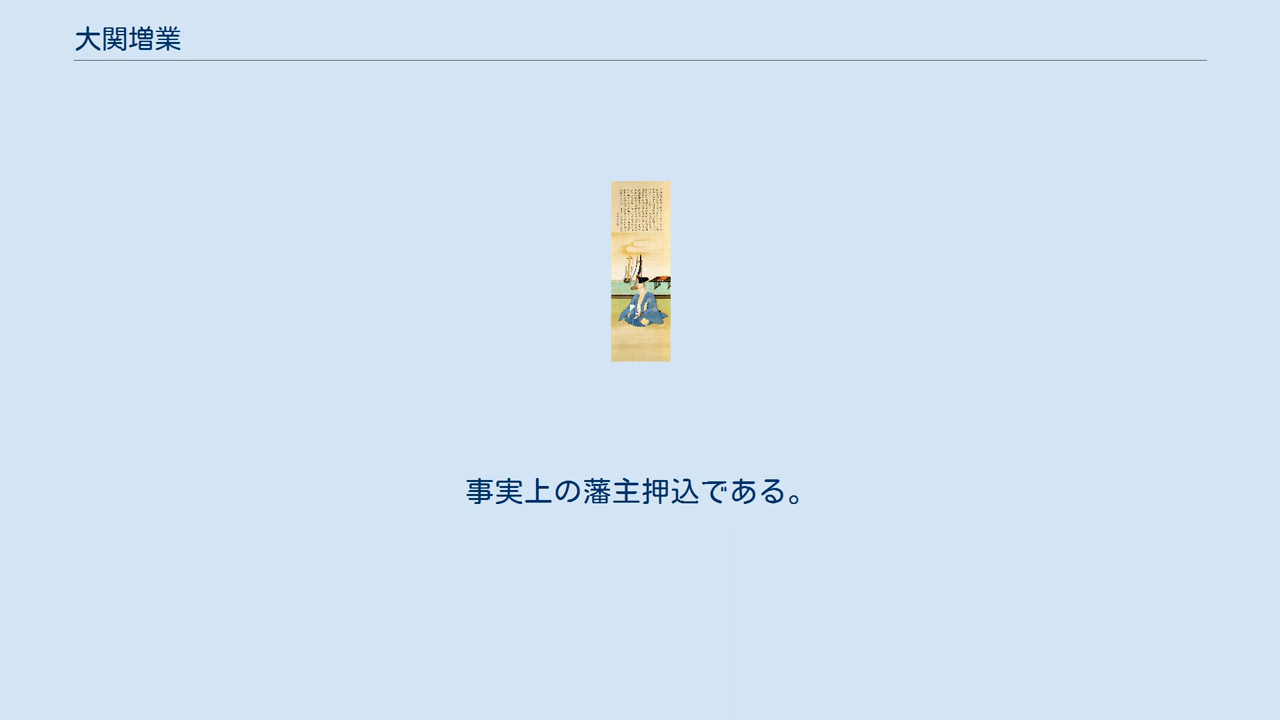 大関増業
事実上の藩主押込である。